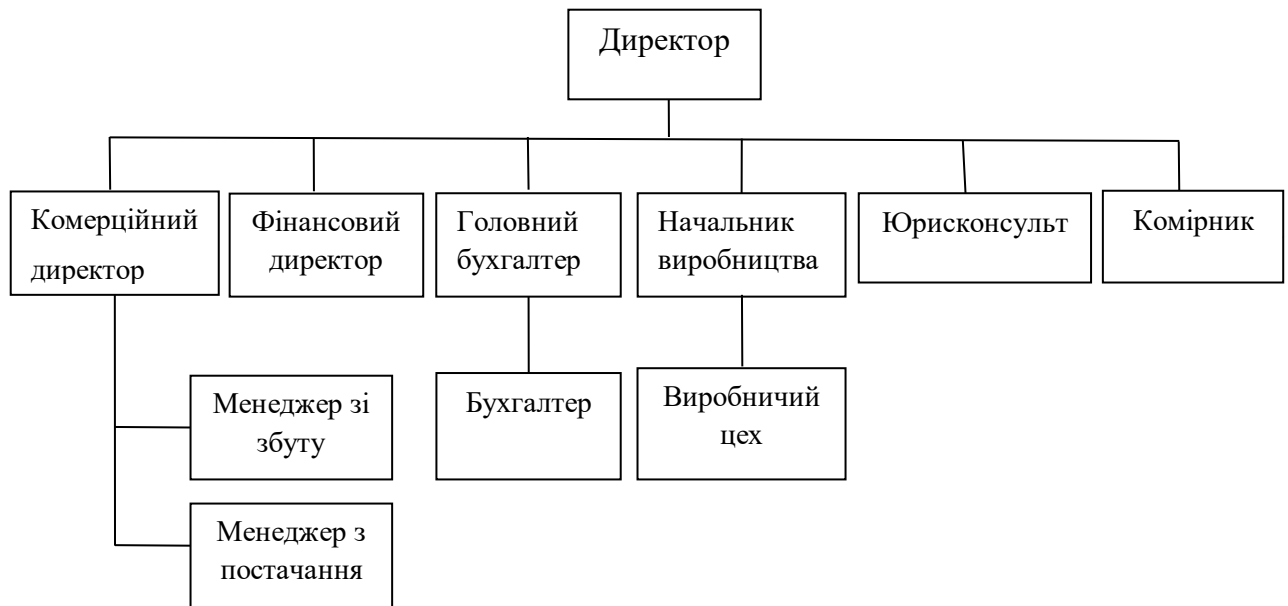 Директор
Комерційний
директор
Фінансовий
директор
Головний
бухгалтер
Начальник
виробництва
Юрисконсульт
Комірник
Менеджер зі
збуту
Бухгалтер
Виробничий
цех
Менеджер з
постачання